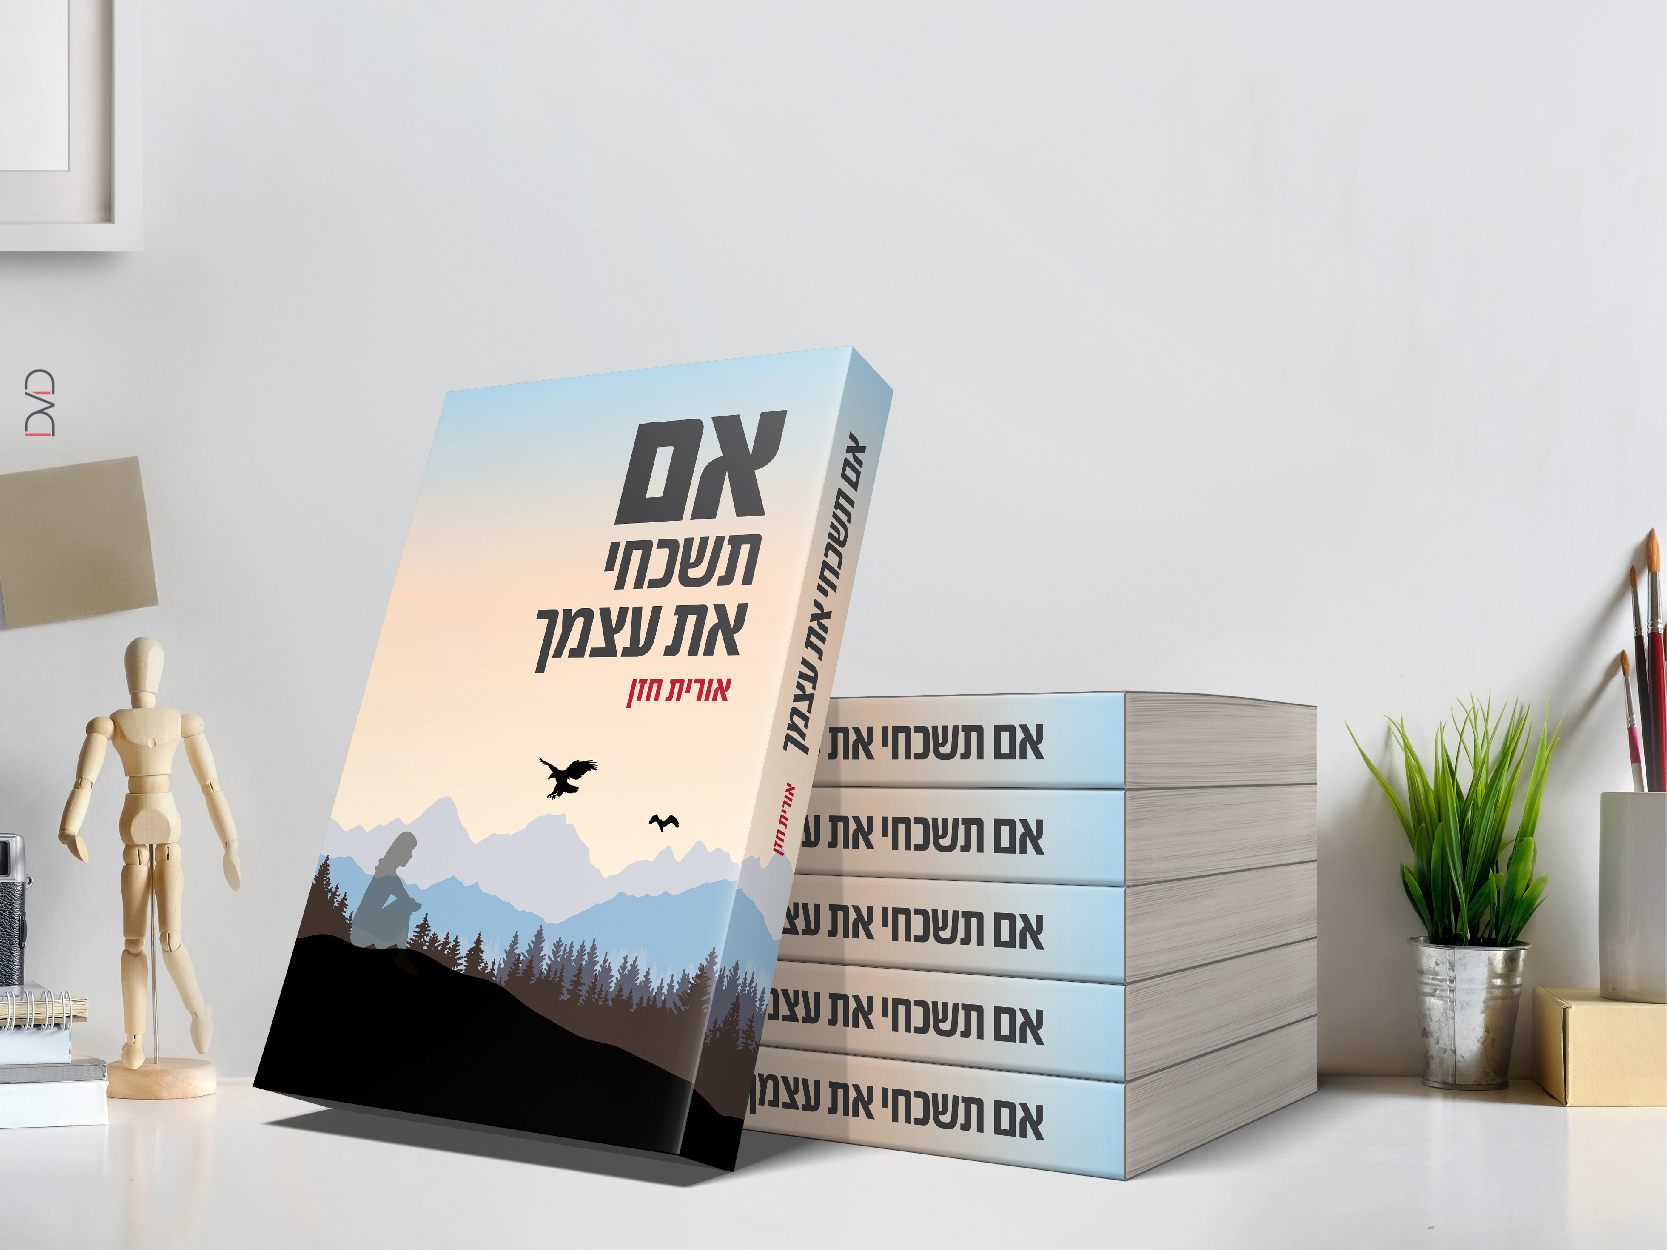 אם
תשכחי
את עצמך
אורית חזן
אם תשכחי את עצמך
אורית חזן
אם תשכחי את
אם תשכחי את ע
אם תשכחי את עצ
אם תשכחי את עצמ
אם תשכחי את עצמך
DVD